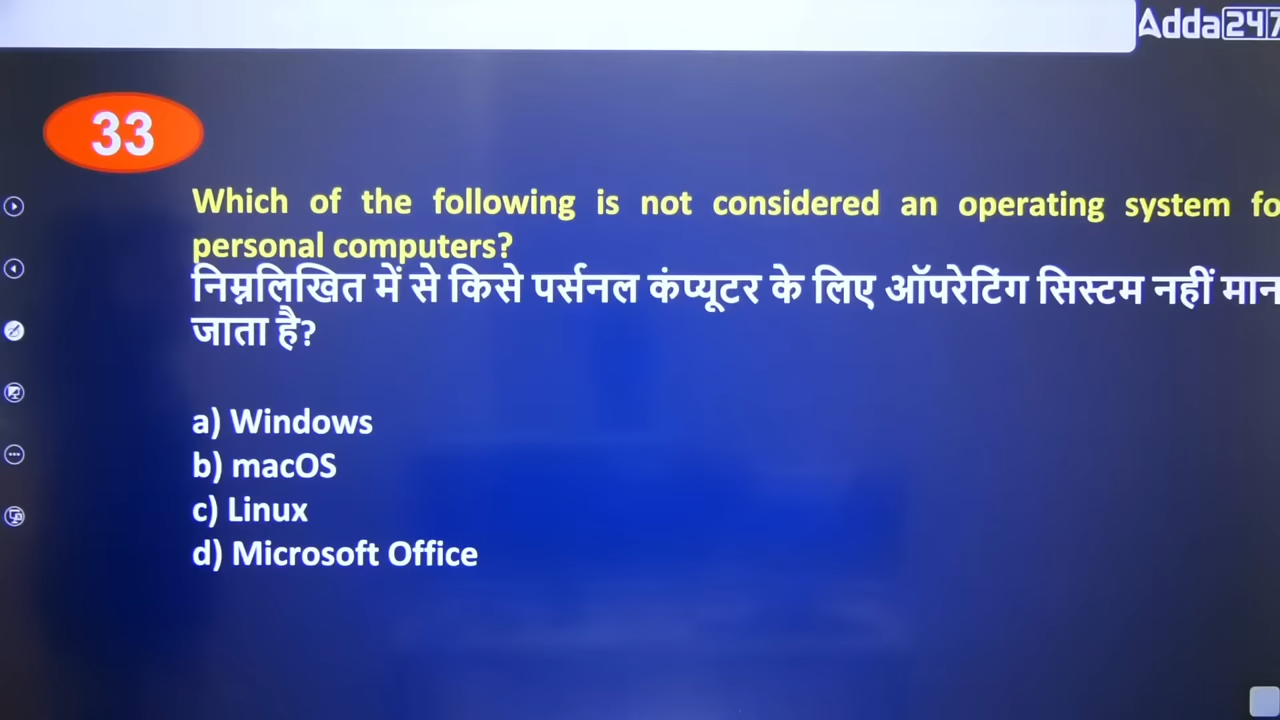 Adda247
33
Which of the following is not considered an operating system fo
personal computers?
निम्नलिखित में से किसे पर्सनल कंप्यूटर के लिए ऑपरेटिंग सिस्टम नहीं मान
जाता है?
a) Windows
b) macOS
c) Linux
d) Microsoft Office